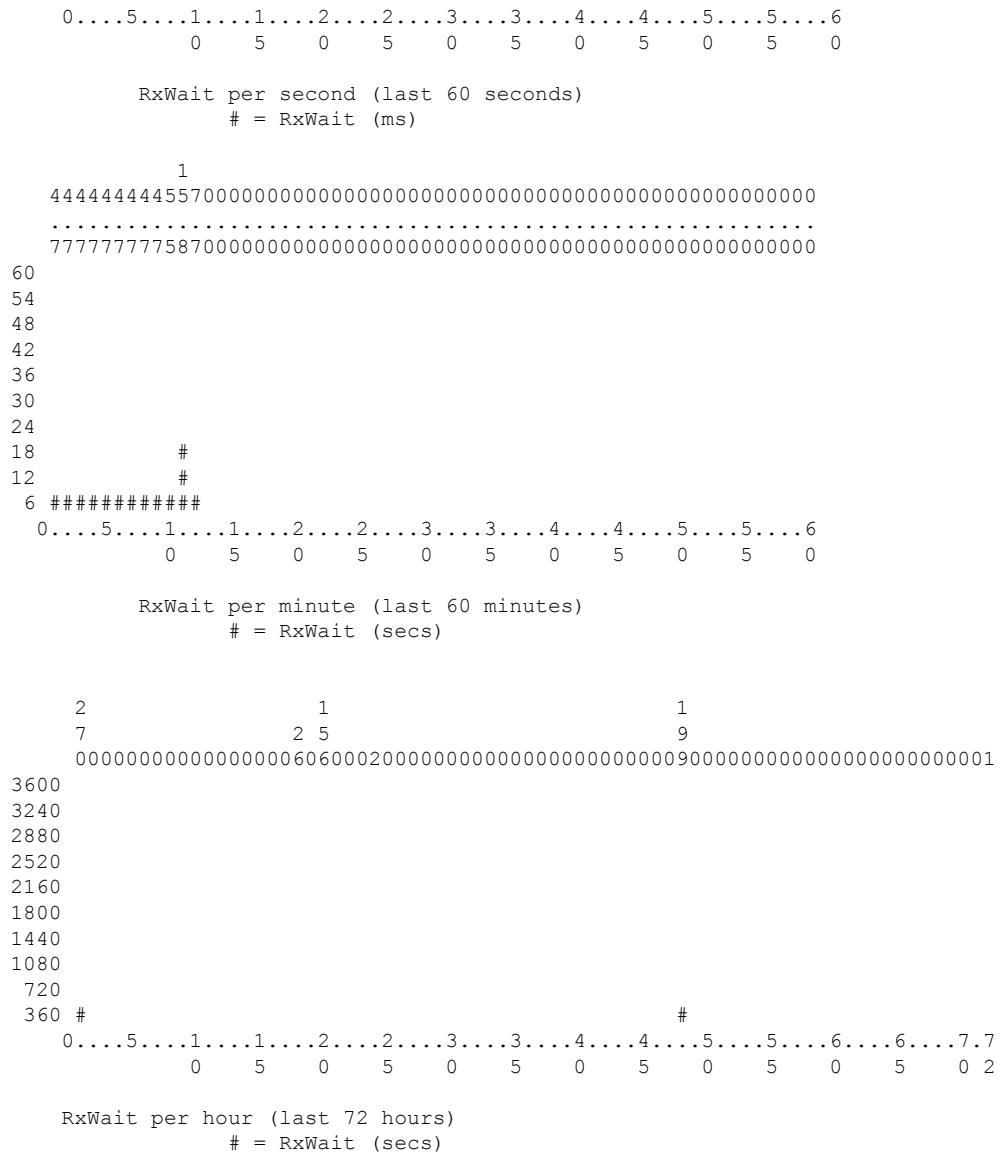 0....5....1....1....2....2....3....3....4....4....5....5....6
              0    5    0    5    0    5    0    5    0    5    0
          RxWait per second (last 60 seconds)
                 # = RxWait (ms)
             1
   444444444557000000000000000000000000000000000000000000000000
   ............................................................
   777777777587000000000000000000000000000000000000000000000000
60
54
48
42
36
30
24
18           #
12           #
 6 ############
  0....5....1....1....2....2....3....3....4....4....5....5....6
            0    5    0    5    0    5    0    5    0    5    0
          RxWait per minute (last 60 minutes)
                 # = RxWait (secs)
     2                  1                           1
     7                2 5                           9
     000000000000000006060002000000000000000000000009000000000000000000000001
3600
3240
2880
2520
2160
1800
1440
1080
 720
 360 #                                              #
    0....5....1....1....2....2....3....3....4....4....5....5....6....6....7.7
              0    5    0    5    0    5    0    5    0    5    0    5    0 2
    RxWait per hour (last 72 hours)
                 # = RxWait (secs)